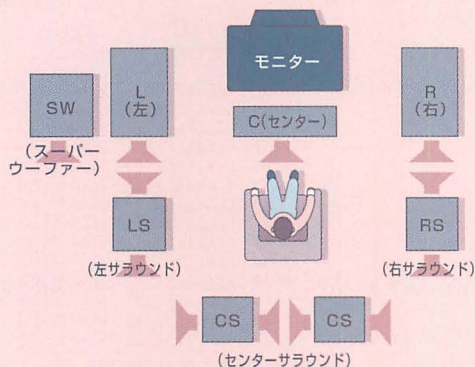 モニター
L
(左)
R
(右)
SW
C(センター)
(スーパー
ウーファー)
LS
RS
(左サラウンド)
(右サラウンド)
CS
CS
(センターサラウンド)